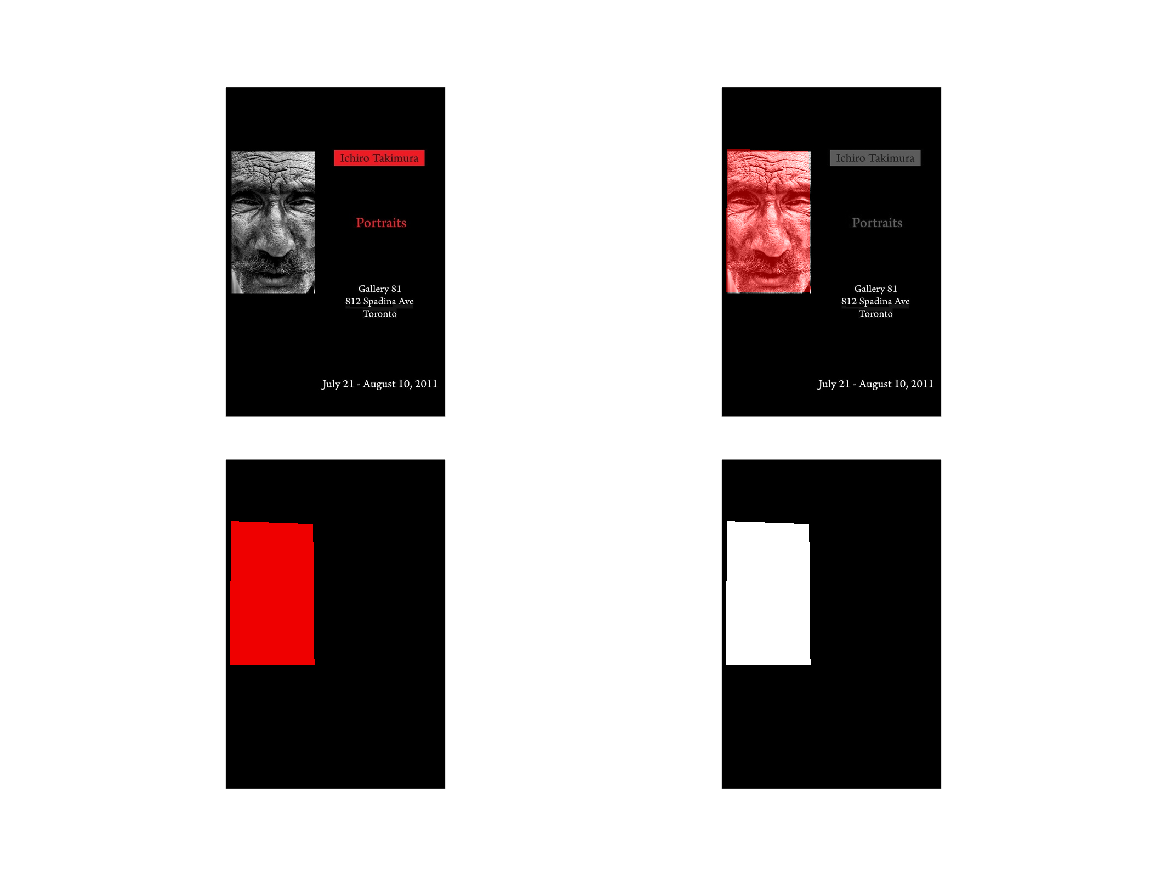 Ichiro Takimura
Portraits
Gallery 81
812 Spadina Ave
Toronto
July 21 - August 10, 2011
Ichiro Takimura
Portraits
Gallery 81
812 Spadina Ave
Toronto
July 21 - August 10, 2011